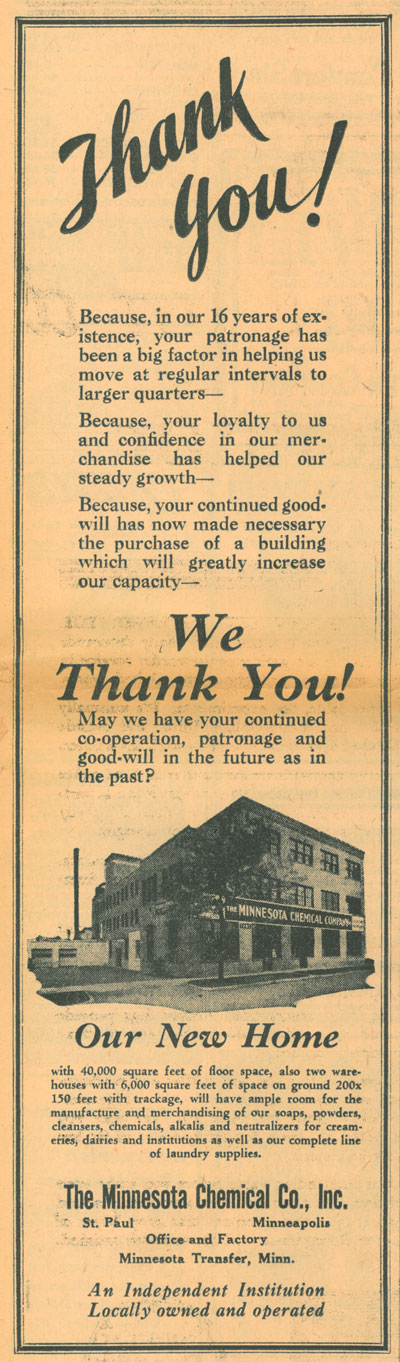 Thank
You!
Because, in our 16 years of ex-
istence, your patronage has
been a big factor in helping us
move at regular intervals to
larger quarters—
Because, your loyalty to us
and confidence in our mer-
chandise has helped our
steady growth—
Because, your continued good-
will has now made necessary
the purchase of a building
which will greatly increase
our capacity—
We
Thank You!
May we have your continued
co-operation, patronage and
good-will in the future as in
the past?
THE MINNESOTA CHEMICAL COMPANY
Our New Home
with 40,000 square feet of floor space, also two ware-
houses with 6,000 square feet of space on ground 200x
150 feet with trackage, will have ample room for the
manufacture and merchandising of our soaps, powders,
cleansers, chemicals, alkalis and neutralizers for cream-
eries, dairies and institutions as well as our complete line
of laundry supplies.
The Minnesota Chemical Co., Inc.
St. Paul Minneapolis
Office and Factory
Minnesota Transfer, Minn.
An Independent Institution
Locally owned and operated